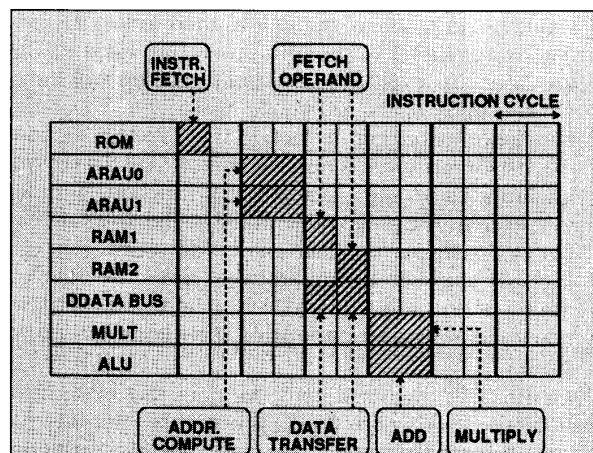 INSTR.
FETCH
FETCH
OPERAND
INSTRUCTION CYCLE
ROM
ARAU0
ARAU1
RAM1
RAM2
DDATA BUS
MULT
ALU
ADDR.
COMPUTE
DATA
TRANSFER
ADD
MULTIPLY